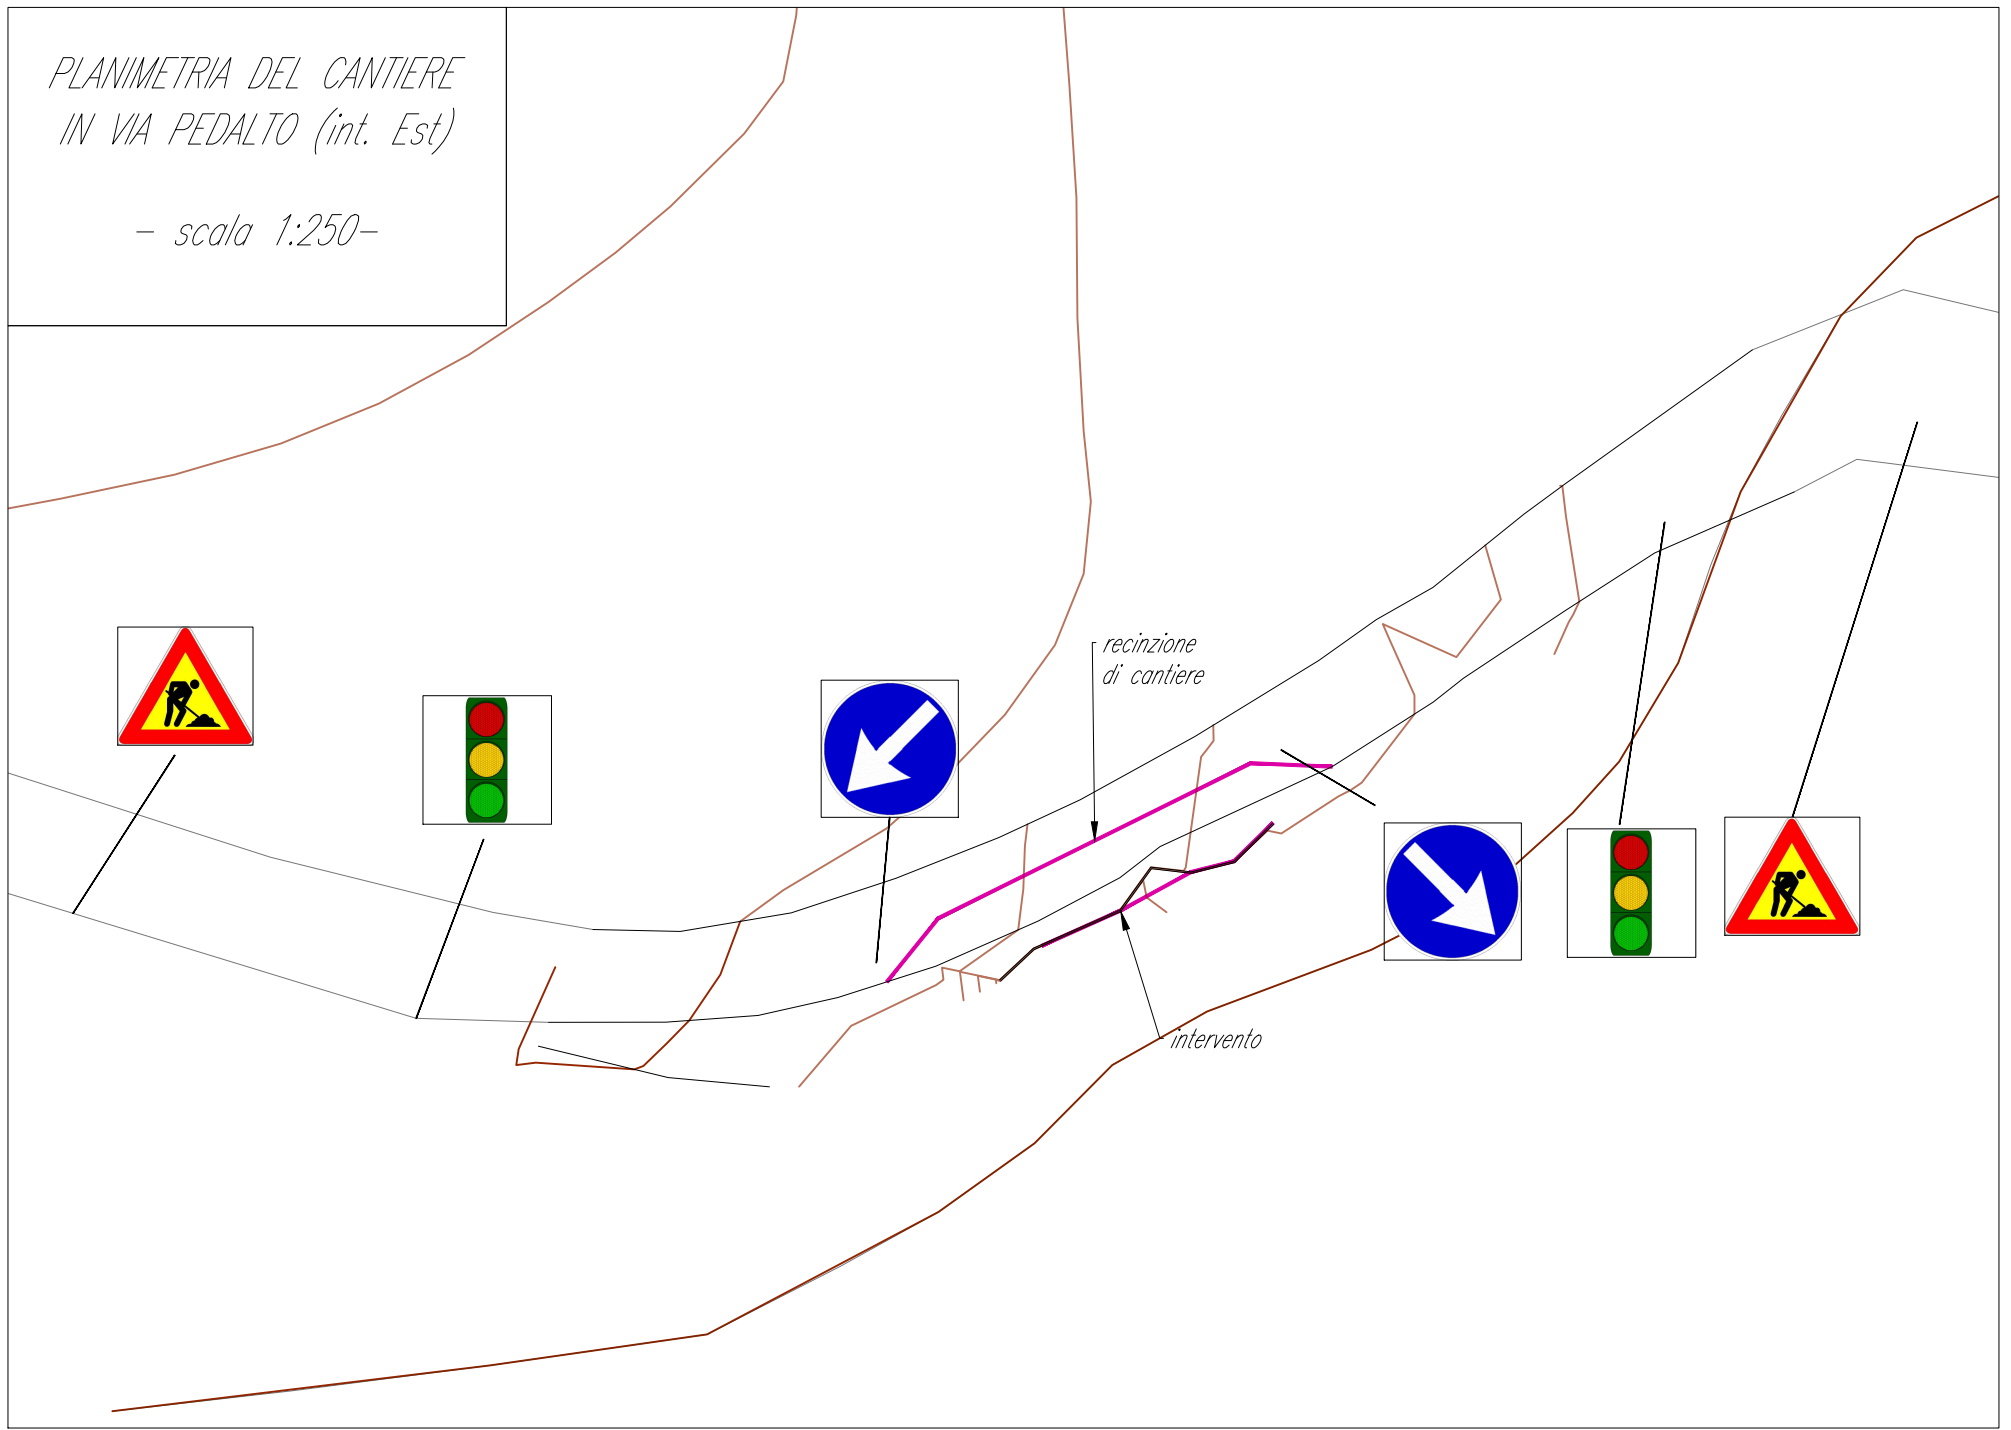 PLANIMETRIA DEL CANTIERE
IN VIA PEDALTO (int. Est)
- scala 1:250-
recinzione
di cantiere
intervento